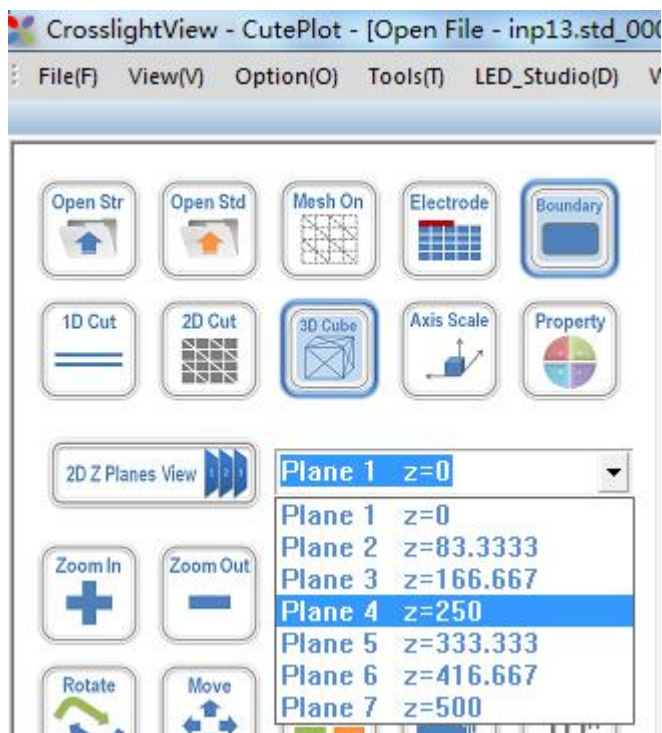 CrosslightView - CutePlot - [Open File - inp13.std_000
File(F) View(V) Option(O) Tools(T) LED_Studio(D)
Open Str Open Std Mesh On Electrode Boundary
1D Cut 2D Cut 3D Cube Axis Scale Property
2D Z Planes View 1 2 3 Plane 1 z=0
Plane 1 z=0
Plane 2 z=83.3333
Zoom In Zoom Out
Plane 3 z=166.667
Plane 4 z=250
Plane 5 z=333.333
Plane 6 z=416.667
Rotate Move
Plane 7 z=500